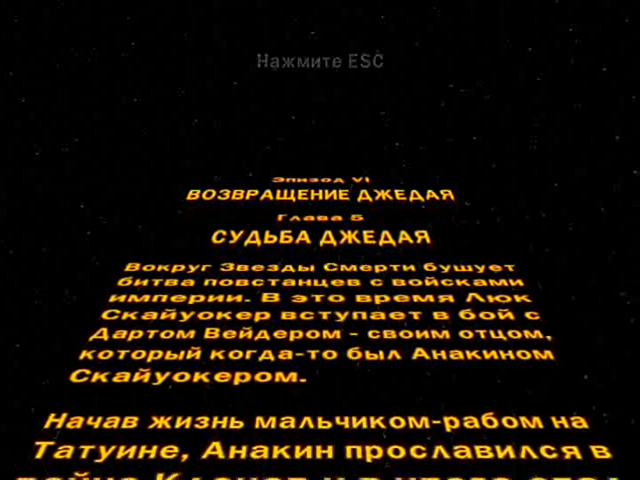 Нажмите ESC
Эпизод VI
ВОЗВРАЩЕНИЕ ДЖЕДАЯ
Глава 5
СУДЬБА ДЖЕДАЯ
Вокруг Звезды Смерти бушует
битва повстанцев с войсками
империи. В это время Люк
Скайуокер вступает в бой с
Дартом Вейдером - своим отцом,
который когда-то был Анакином
Скайуокером.
Начав жизнь мальчиком-рабом на
Татуине, Анакин прославился в